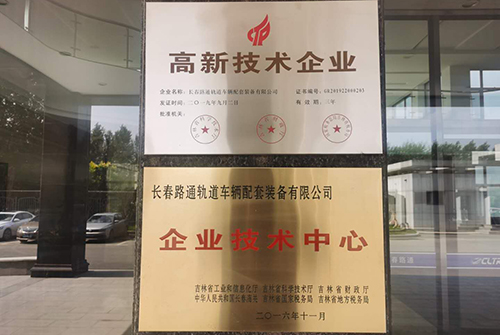 高新技术企业
企业名称：长春路通轨道车辆配套装备有限公司
证书编号：GR201922000205
发证时间：二〇一九年九月二日
有效期：三年
批准机关：
长春路通轨道车辆配套装备有限公司
企业技术中心
吉林省工业和信息化厅 吉林省科学技术厅 吉林省财政厅
中华人民共和国长春海关 吉林省国家税务局 吉林省地方税务局
二〇一六年十一月